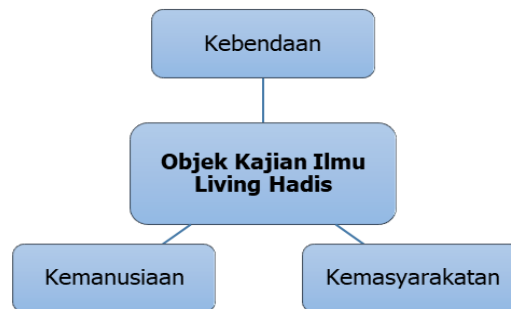 Kebendaan
Objek Kajian Ilmu
Living Hadis
Kemanusiaan
Kemasyarakatan